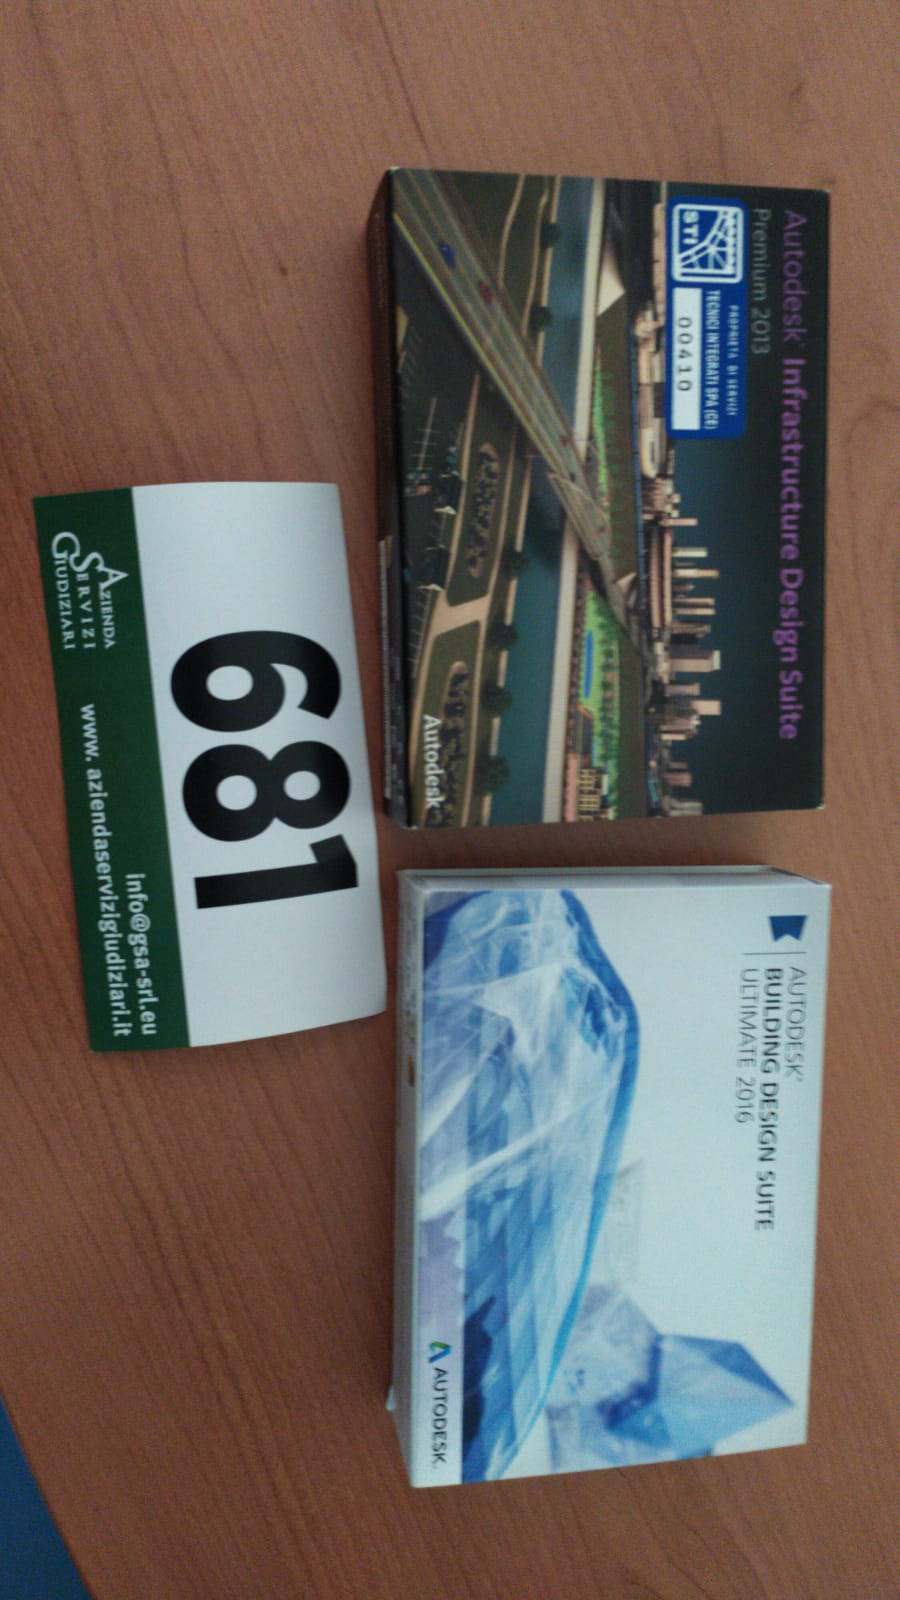 Autodesk® Infrastructure Design Suite
Premium 2013
STI
PROPRIETA' DI SERVIZI
TECNICI INTEGRATI SPA (CE)
00410
Autodesk
AUTODESK®
BUILDING DESIGN SUITE
ULTIMATE 2016
AUTODESK.
681
AZIENDA
SERVIZI
GIUDIZIARI
info@gsa-srl.eu
www. aziendaservizigiudiziari.it